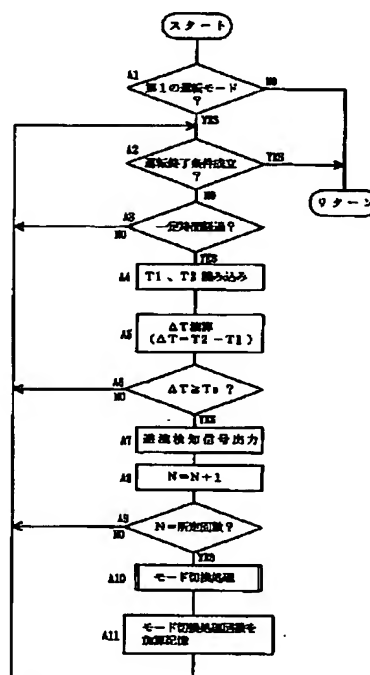 スタート
A1
第1の運転モード
?
NO
YES
A2
運転終了条件成立
?
YES
NO
リターン
A3
一定時間経過?
NO
YES
A4
T1、T2 読み込み
A5
ΔT演算
(ΔT=T2-T1)
A6
ΔT≧Ts ?
NO
YES
A7
検知信号出力
A8
N=N+1
A9
N=所定回数?
NO
YES
A10
モード切換処理
A11
モード切換処理回数を
加算記憶